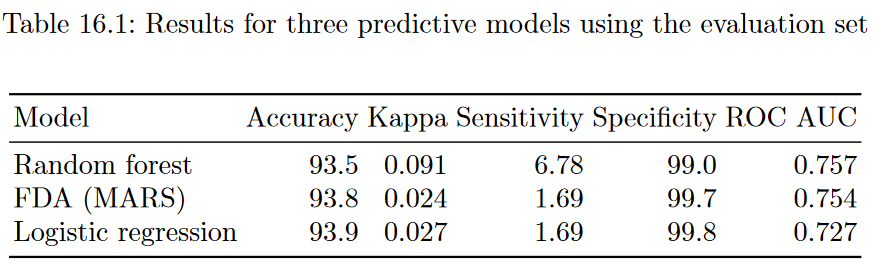 Table 16.1: Results for three predictive models using the evaluation set
Model Accuracy Kappa Sensitivity Specificity ROC AUC
Random forest 93.5 0.091 6.78 99.0 0.757
FDA (MARS) 93.8 0.024 1.69 99.7 0.754
Logistic regression 93.9 0.027 1.69 99.8 0.727